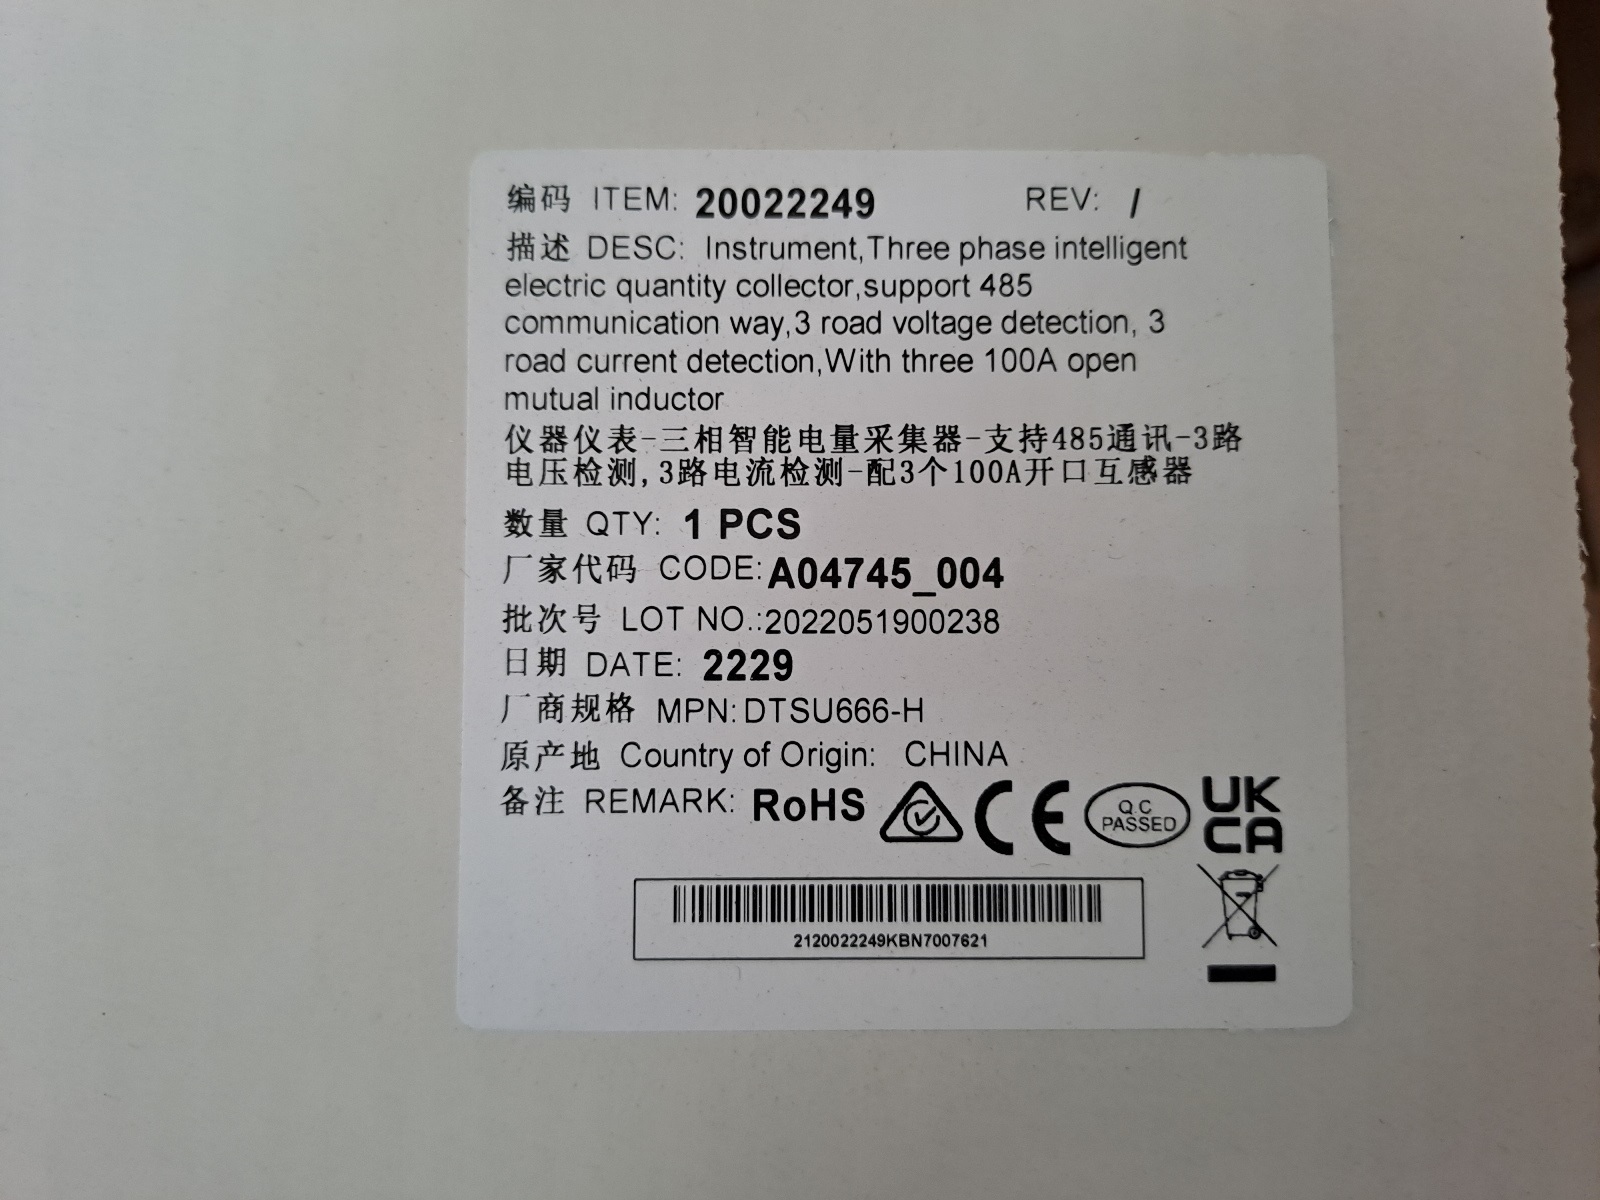 编码 ITEM: 20022249 REV: /
描述 DESC: Instrument,Three phase intelligent
electric quantity collector,support 485
communication way,3 road voltage detection, 3
road current detection,With three 100A open
mutual inductor
仪器仪表-三相智能电量采集器-支持485通讯-3路
电压检测,3路电流检测-配3个100A开口互感器
数量 QTY: 1 PCS
厂家代码 CODE:A04745_004
批次号 LOT NO.:2022051900238
日期 DATE: 2229
厂商规格 MPN:DTSU666-H
原产地 Country of Origin: CHINA
备注 REMARK: RoHS CE Q.C PASSED UK CA
2120022249KBN7007621